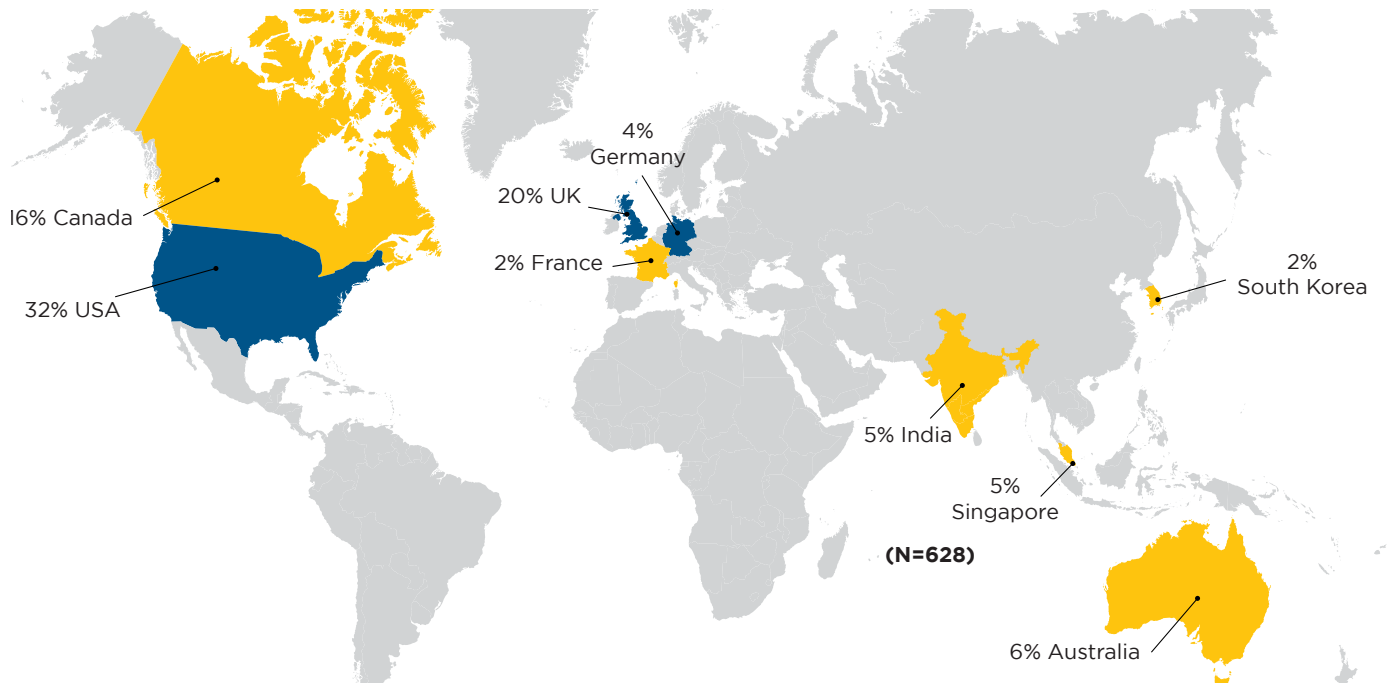 4%
Germany
20% UK
16% Canada
2% France
2%
South Korea
32% USA
5% India
5%
Singapore
(N=628)
6% Australia